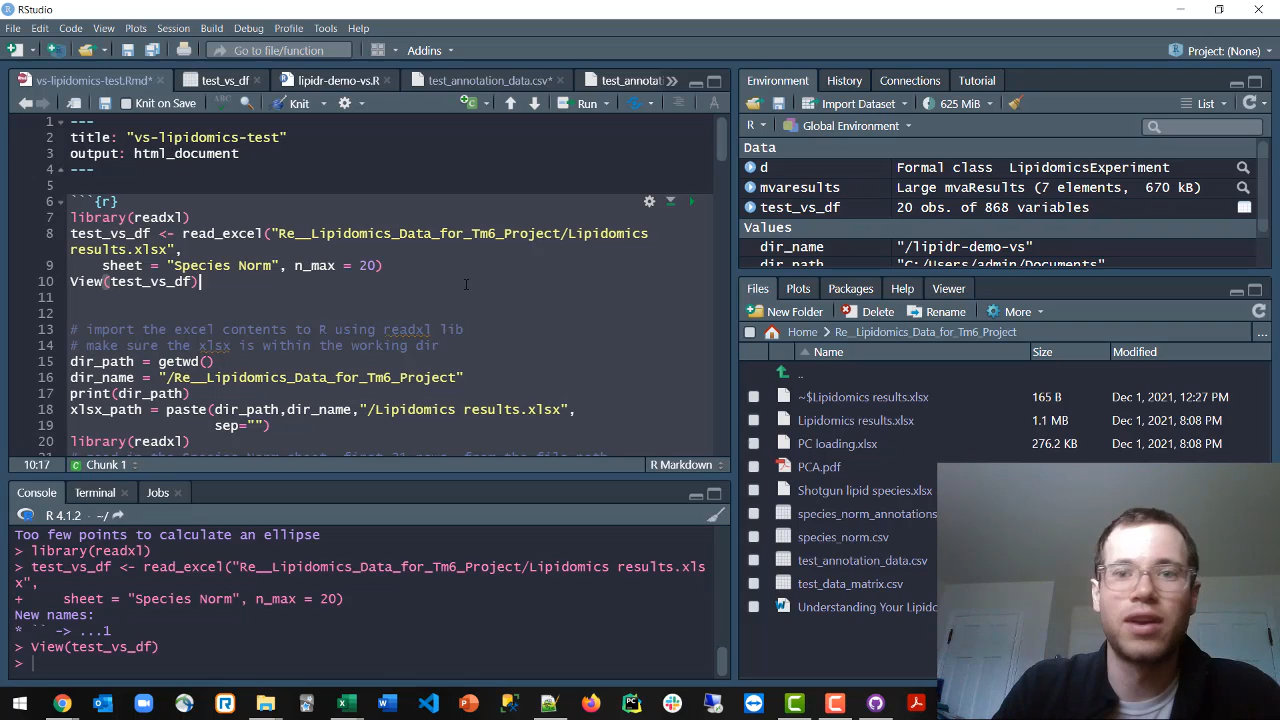 RStudio
File Edit Code View Plots Session Build Debug Profile Tools Help
Go to file/function Addins Project: (None)
vs-lipidomics-test.Rmd* test_vs_df lipidr-demo-vs.R test_annotation_data.csv* test_annotati
Knit on Save Knit Run
1 ---
2 title: "vs-lipidomics-test"
3 output: html_document
4 ---
5
6 ```{r}
7 library(readxl)
8 test_vs_df <- read_excel("Re__Lipidomics_Data_for_Tm6_Project/Lipidomics
results.xlsx",
9 sheet = "Species Norm", n_max = 20)
10 View(test_vs_df)
11
12
13 # import the excel contents to R using readxl lib
14 # make sure the xlsx is within the working dir
15 dir_path = getwd()
16 dir_name = "/Re__Lipidomics_Data_for_Tm6_Project"
17 print(dir_path)
18 xlsx_path = paste(dir_path,dir_name,"/Lipidomics results.xlsx",
19 sep="")
20 library(readxl)
10:17 Chunk 1 R Markdown
Console Terminal Jobs
R 4.1.2 · ~/
Too few points to calculate an ellipse
> library(readxl)
> test_vs_df <- read_excel("Re__Lipidomics_Data_for_Tm6_Project/Lipidomics results.xls
x",
+ sheet = "Species Norm", n_max = 20)
New names:
* `` -> ...1
> View(test_vs_df)
>
Environment History Connections Tutorial
Import Dataset 625 MiB List
R Global Environment
Data
d Formal class LipidomicsExperiment
mvaresults Large mvaResults (7 elements, 670 kB)
test_vs_df 20 obs. of 868 variables
Values
dir_name "/lipidr-demo-vs"
dir_path "C:/Users/admin/Documents"
Files Plots Packages Help Viewer
New Folder Delete Rename More
Home Re__Lipidomics_Data_for_Tm6_Project ...
Name Size Modified
..
~$Lipidomics results.xlsx 165 B Dec 1, 2021, 12:27 PM
Lipidomics results.xlsx 1.1 MB Dec 1, 2021, 8:08 PM
PC loading.xlsx 276.2 KB Dec 1, 2021, 8:08 PM
PCA.pdf
Shotgun lipid species.xlsx
species_norm_annotations
species_norm.csv
test_annotation_data.csv
test_data_matrix.csv
Understanding Your Lipido